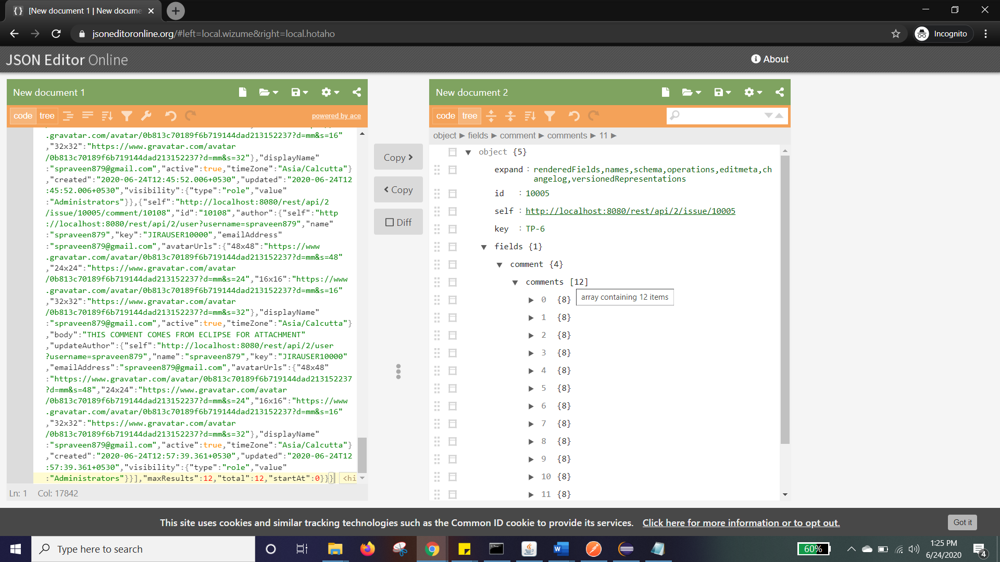 [New document 1 | New docume
jsoneditoronline.org/#left=local.wizume&right=local.hotaho
Incognito
JSON Editor Online
About
New document 1
code tree
powered by ace
.gravatar.com/avatar/0b813c70189f6b719144dad213152237?d=mm&s=16"
,"32x32":"https://www.gravatar.com/avatar
/0b813c70189f6b719144dad213152237?d=mm&s=32"},"displayName"
:"spraveen879@gmail.com","active":true,"timeZone":"Asia/Calcutta"}
,"created":"2020-06-24T12:45:52.006+0530","updated":"2020-06-24T12
:45:52.006+0530","visibility":{"type":"role","value"
:"Administrators"}},{"self":"http://localhost:8080/rest/api/2
/issue/10005/comment/10108","id":"10108","author":{"self":"http
://localhost:8080/rest/api/2/user?username=spraveen879","name"
:"spraveen879","key":"JIRAUSER10000","emailAddress"
:"spraveen879@gmail.com","avatarUrls":{"48x48":"https://www
.gravatar.com/avatar/0b813c70189f6b719144dad213152237?d=mm&s=48"
,"24x24":"https://www.gravatar.com/avatar
/0b813c70189f6b719144dad213152237?d=mm&s=24","16x16":"https://www
.gravatar.com/avatar/0b813c70189f6b719144dad213152237?d=mm&s=16"
,"32x32":"https://www.gravatar.com/avatar
/0b813c70189f6b719144dad213152237?d=mm&s=32"},"displayName"
:"spraveen879@gmail.com","active":true,"timeZone":"Asia/Calcutta"}
,"body":"THIS COMMENT COMES FROM ECLIPSE FOR ATTACHMENT"
,"updateAuthor":{"self":"http://localhost:8080/rest/api/2/user
?username=spraveen879","name":"spraveen879","key":"JIRAUSER10000"
,"emailAddress":"spraveen879@gmail.com","avatarUrls":{"48x48"
:"https://www.gravatar.com/avatar/0b813c70189f6b719144dad213152237
?d=mm&s=48","24x24":"https://www.gravatar.com/avatar
/0b813c70189f6b719144dad213152237?d=mm&s=24","16x16":"https://www
.gravatar.com/avatar/0b813c70189f6b719144dad213152237?d=mm&s=16"
,"32x32":"https://www.gravatar.com/avatar
/0b813c70189f6b719144dad213152237?d=mm&s=32"},"displayName"
:"spraveen879@gmail.com","active":true,"timeZone":"Asia/Calcutta"}
,"created":"2020-06-24T12:57:39.361+0530","updated":"2020-06-24T12
:57:39.361+0530","visibility":{"type":"role","value"
:"Administrators"}}],"maxResults":12,"total":12,"startAt":0}}} <hi
Ln: 1 Col: 17842
Copy >
< Copy
Diff
New document 2
code tree
object ► fields ► comment ► comments ► 11 ►
object {5}
expand : renderedFields,names,schema,operations,editmeta,ch
angelog,versionedRepresentations
id : 10005
self : http://localhost:8080/rest/api/2/issue/10005
key : TP-6
fields {1}
comment {4}
comments [12]
array containing 12 items
0 {8}
1 {8}
2 {8}
3 {8}
4 {8}
5 {8}
6 {8}
7 {8}
8 {8}
9 {8}
10 {8}
11 {8}
This site uses cookies and similar tracking technologies such as the Common ID cookie to provide its services. Click here for more information or to opt out.
Got it
Type here to search
60%
1:25 PM
6/24/2020
4